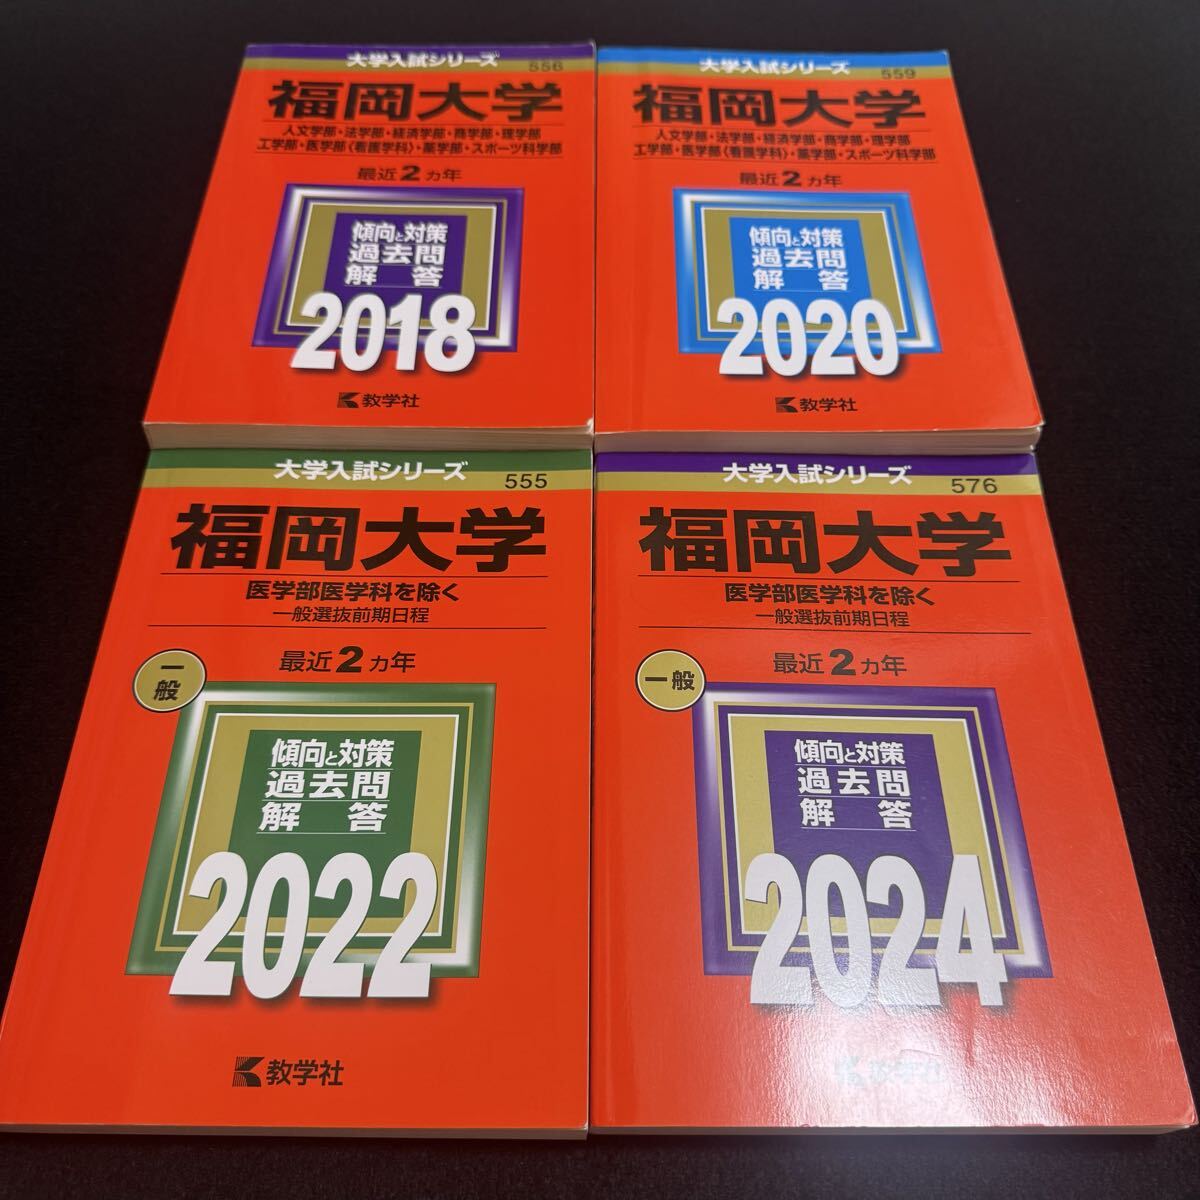 大学入試シリーズ
556
福岡大学
人文学部・法学部・経済学部・商学部・理学部
工学部・医学部〈看護学科〉・薬学部・スポーツ科学部
最近2ヵ年
傾向と対策
過去問
解答
2018
教学社
大学入試シリーズ
559
福岡大学
人文学部・法学部・経済学部・商学部・理学部
工学部・医学部〈看護学科〉・薬学部・スポーツ科学部
最近2ヵ年
傾向と対策
過去問
解答
2020
教学社
大学入試シリーズ
555
福岡大学
医学部医学科を除く
一般選抜前期日程
一般
最近2ヵ年
傾向と対策
過去問
解答
2022
教学社
大学入試シリーズ
576
福岡大学
医学部医学科を除く
一般選抜前期日程
一般
最近2ヵ年
傾向と対策
過去問
解答
2024
教学社